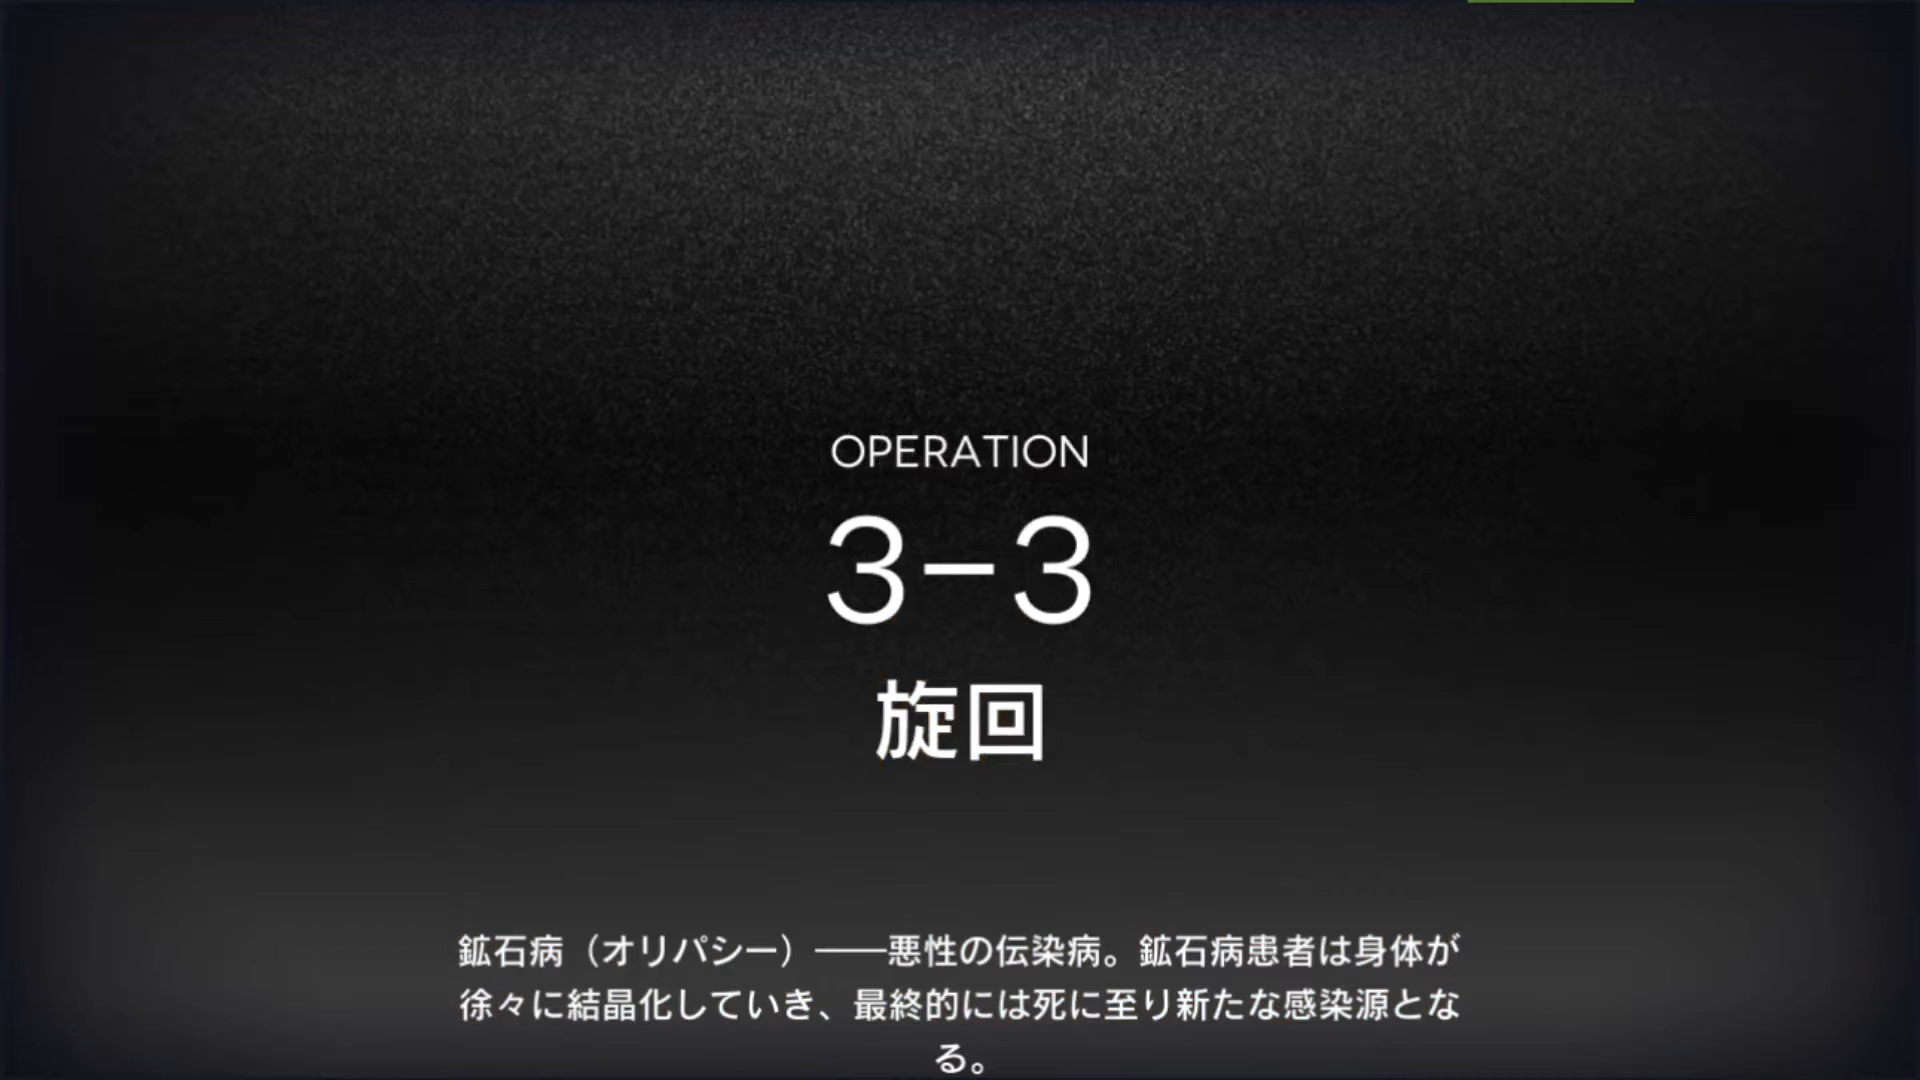 OPERATION
3-3
旋回
鉱石病（オリパシー）──悪性の伝染病。鉱石病患者は身体が
徐々に結晶化していき、最終的には死に至り新たな感染源とな
る。